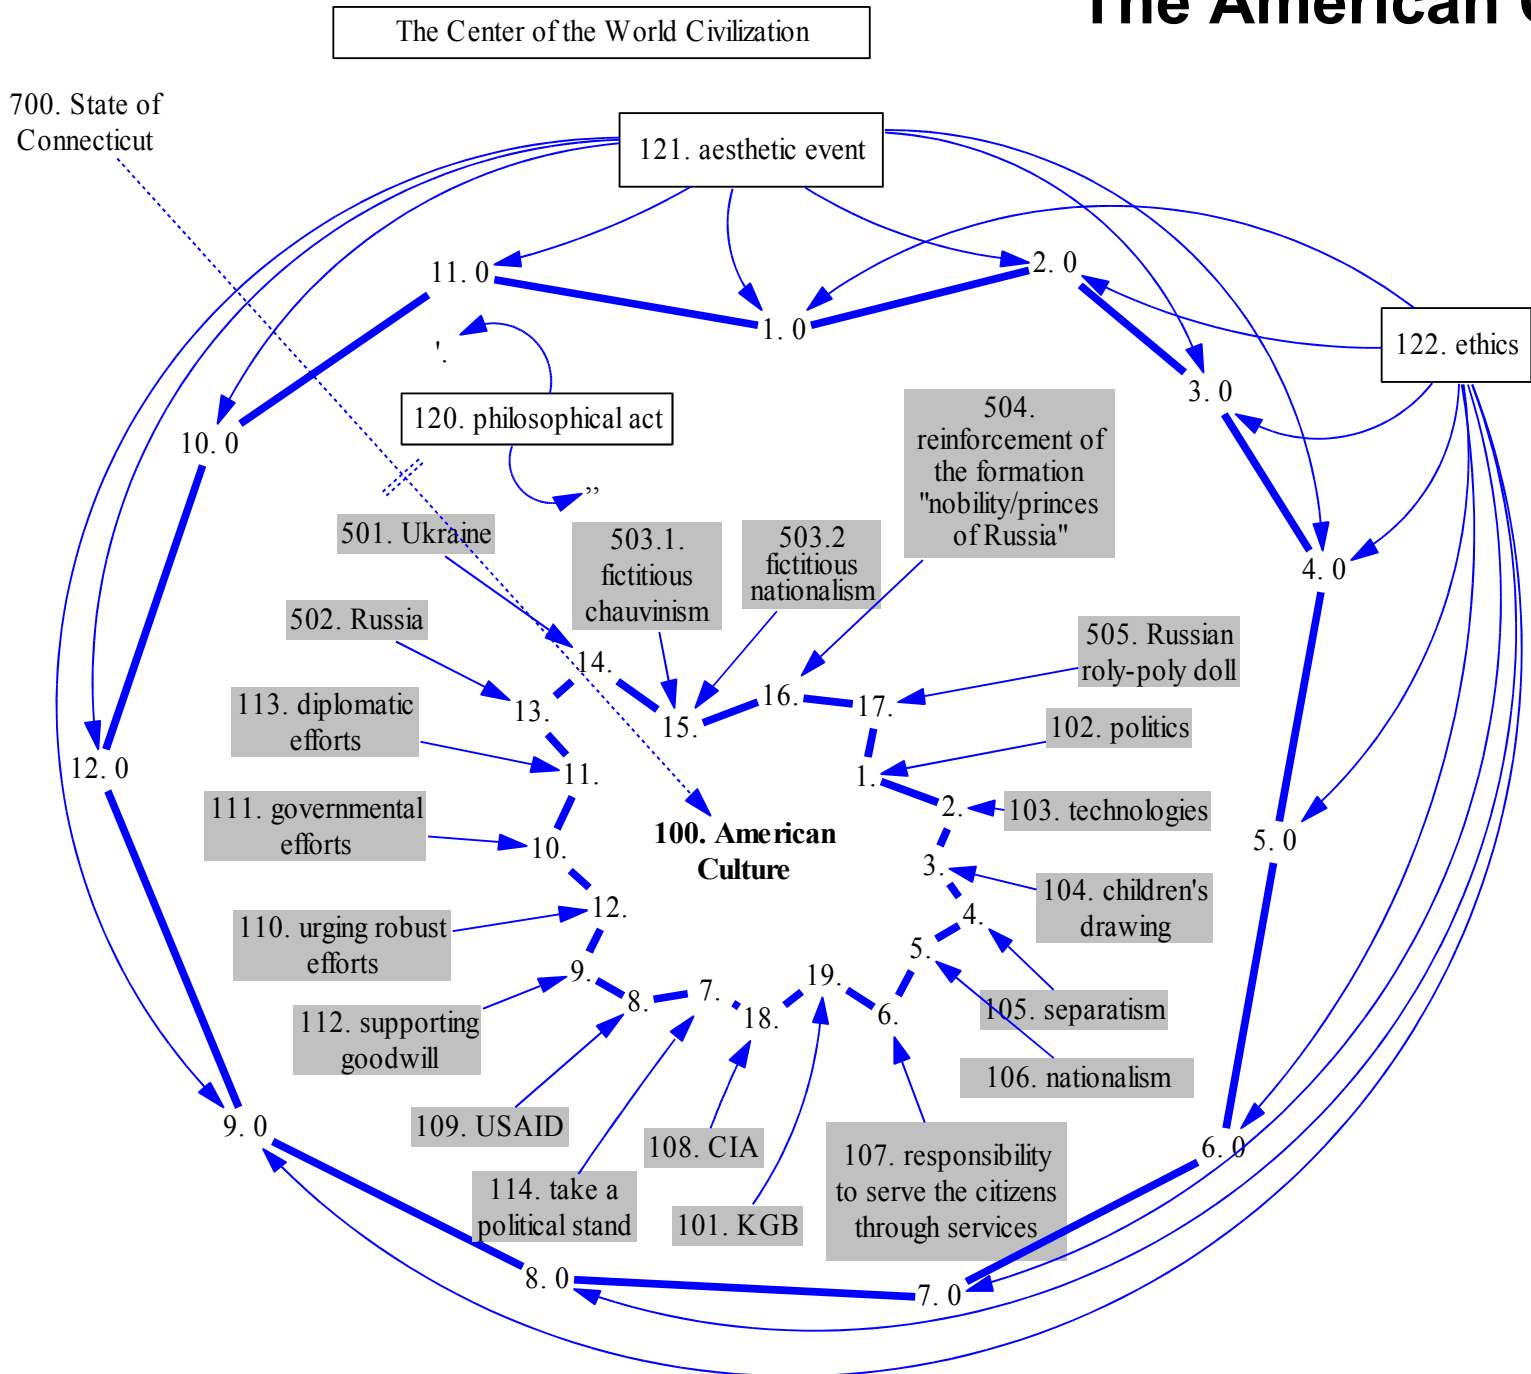 The American
The Center of the World Civilization
700. State of
Connecticut
121. aesthetic event
11. 0
2. 0
1. 0
122. ethics
'.
3. 0
120. philosophical act
10. 0
504.
reinforcement of
the formation
"nobility/princes
of Russia"
”
501. Ukraine
503.1.
fictitious
chauvinism
503.2
fictitious
nationalism
4. 0
502. Russia
14.
505. Russian
roly-poly doll
113. diplomatic
efforts
13.
15.
16.
17.
102. politics
12. 0
11.
1.
111. governmental
efforts
10.
100. American
Culture
2.
103. technologies
5. 0
3.
104. children's
drawing
110. urging robust
efforts
12.
4.
5.
9.
8.
7.
18.
19.
6.
105. separatism
112. supporting
goodwill
106. nationalism
109. USAID
108. CIA
107. responsibility
to serve the citizens
through services
9. 0
6. 0
114. take a
political stand
101. KGB
8. 0
7. 0